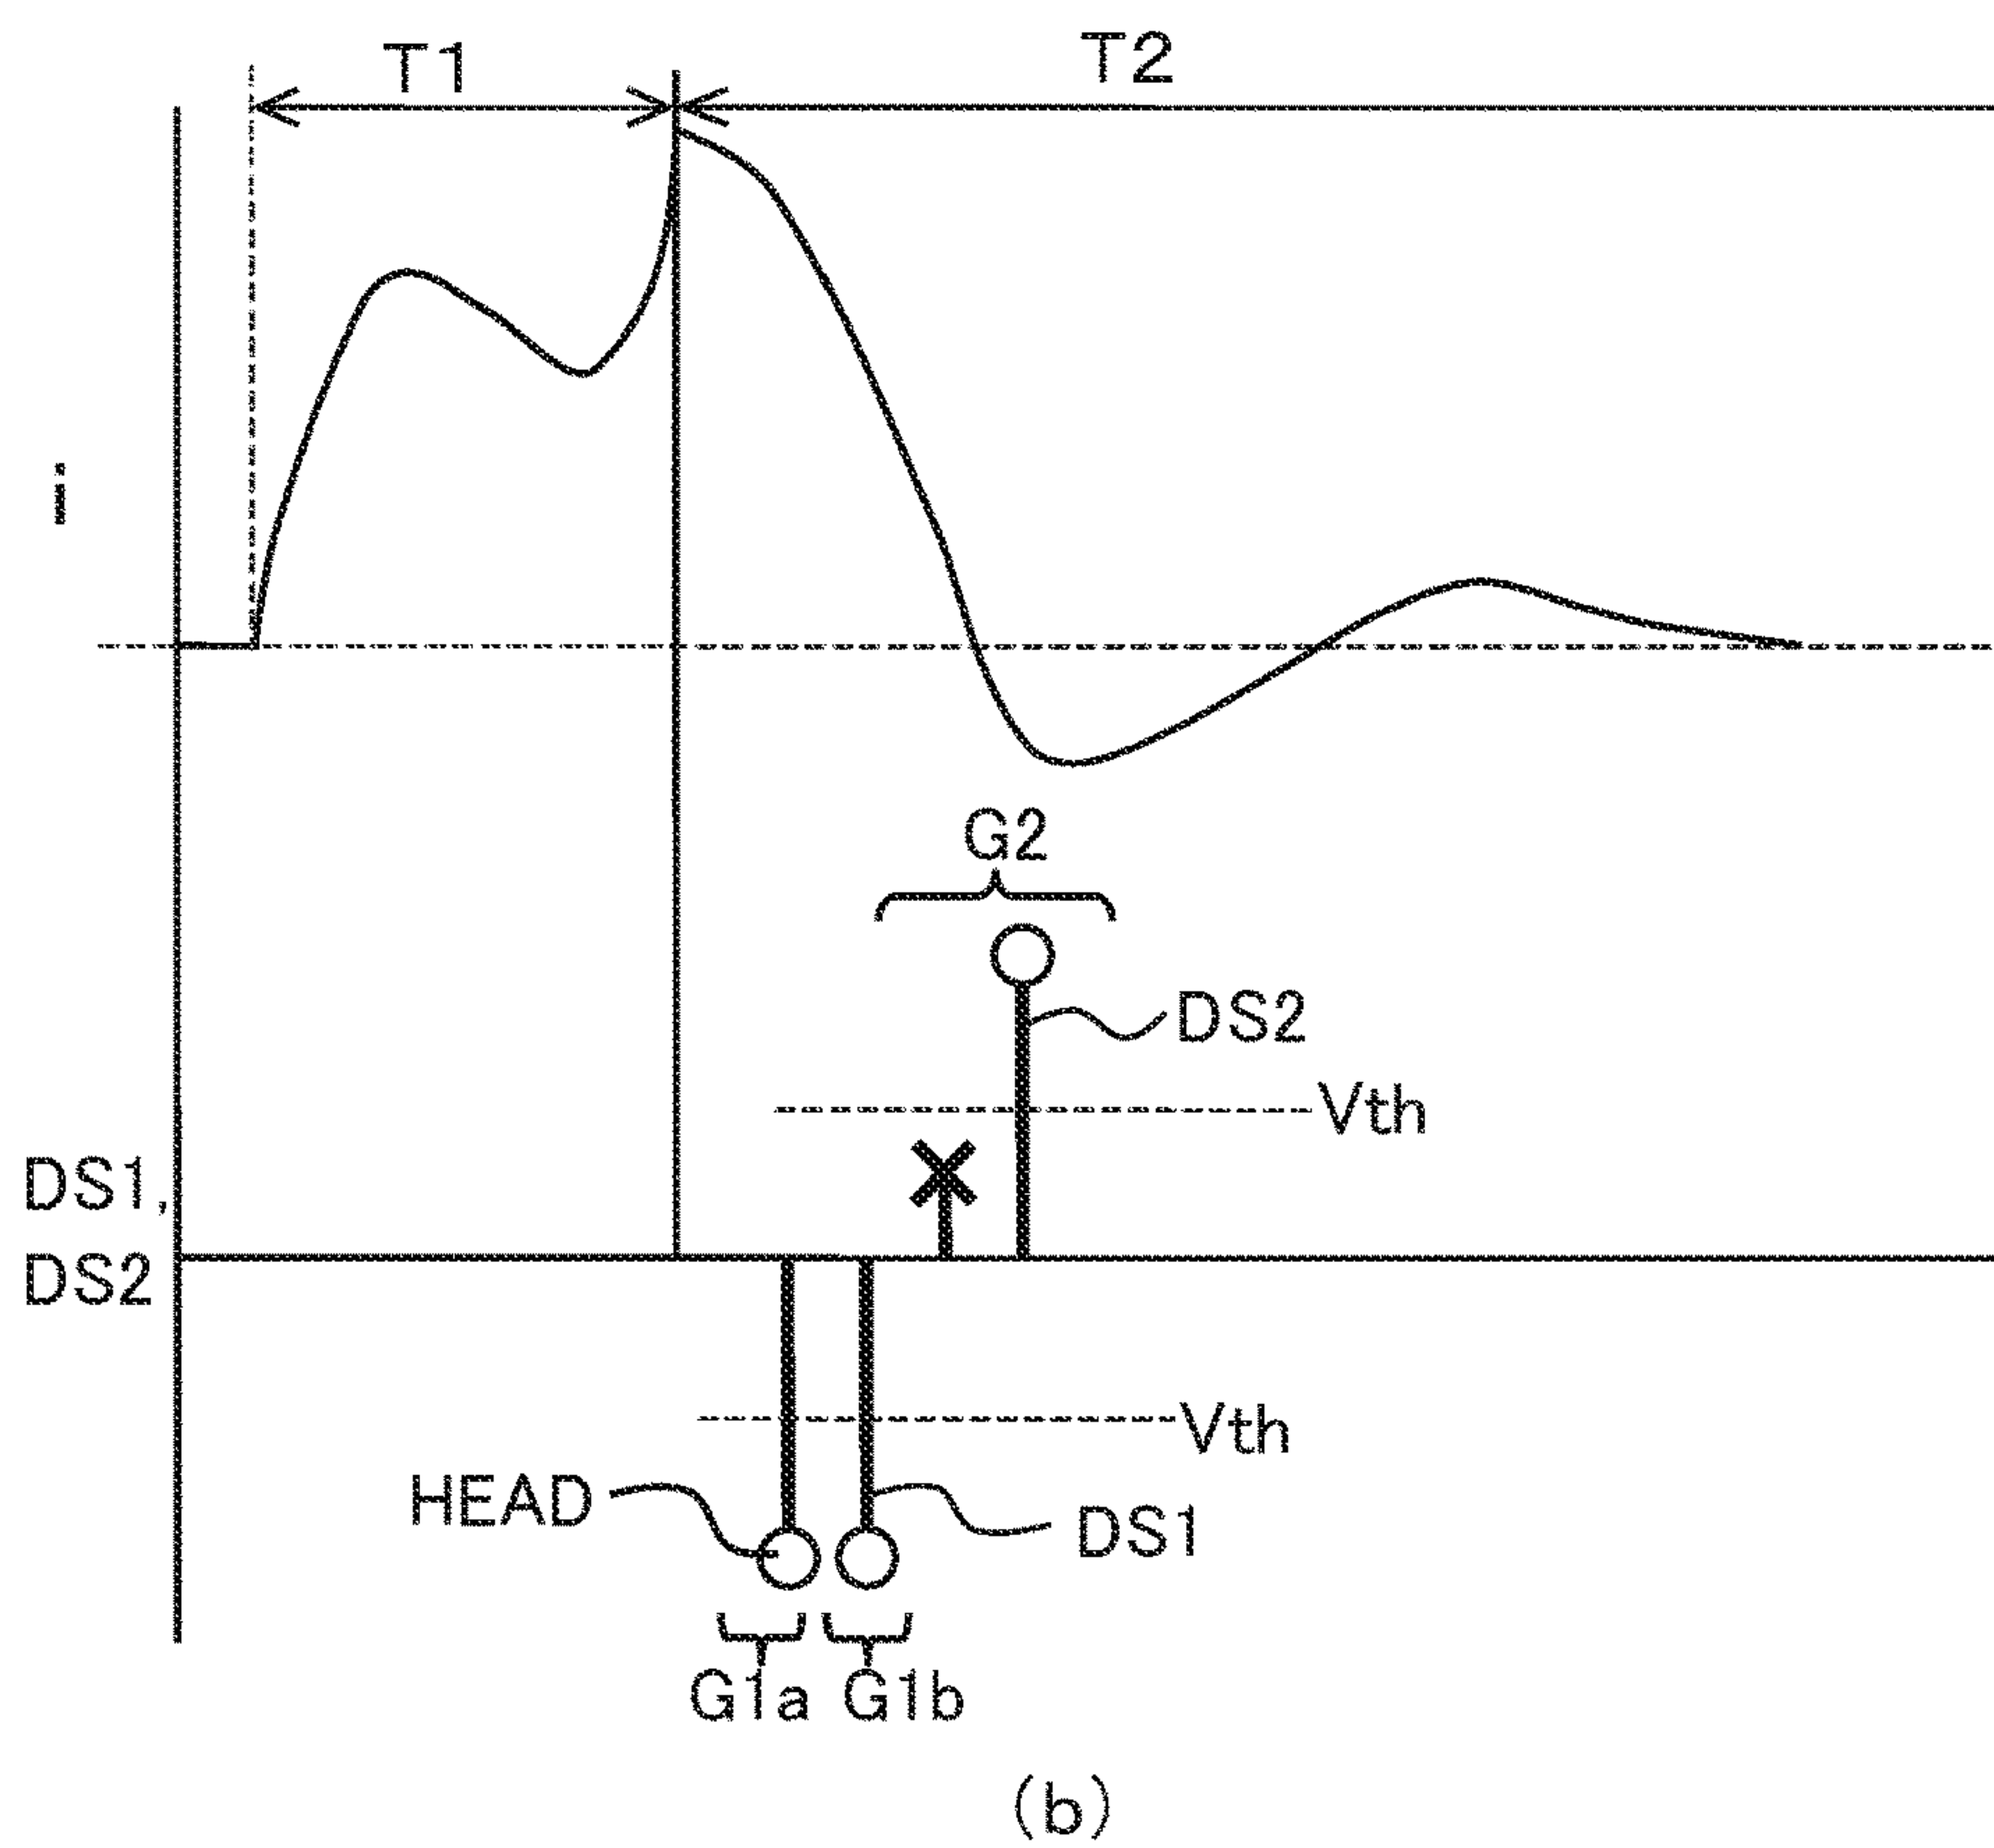 T1 T2
i
G2
DS2
Vth
DS1,
DS2
Vth
HEAD
DS1
G1a G1b
(b)